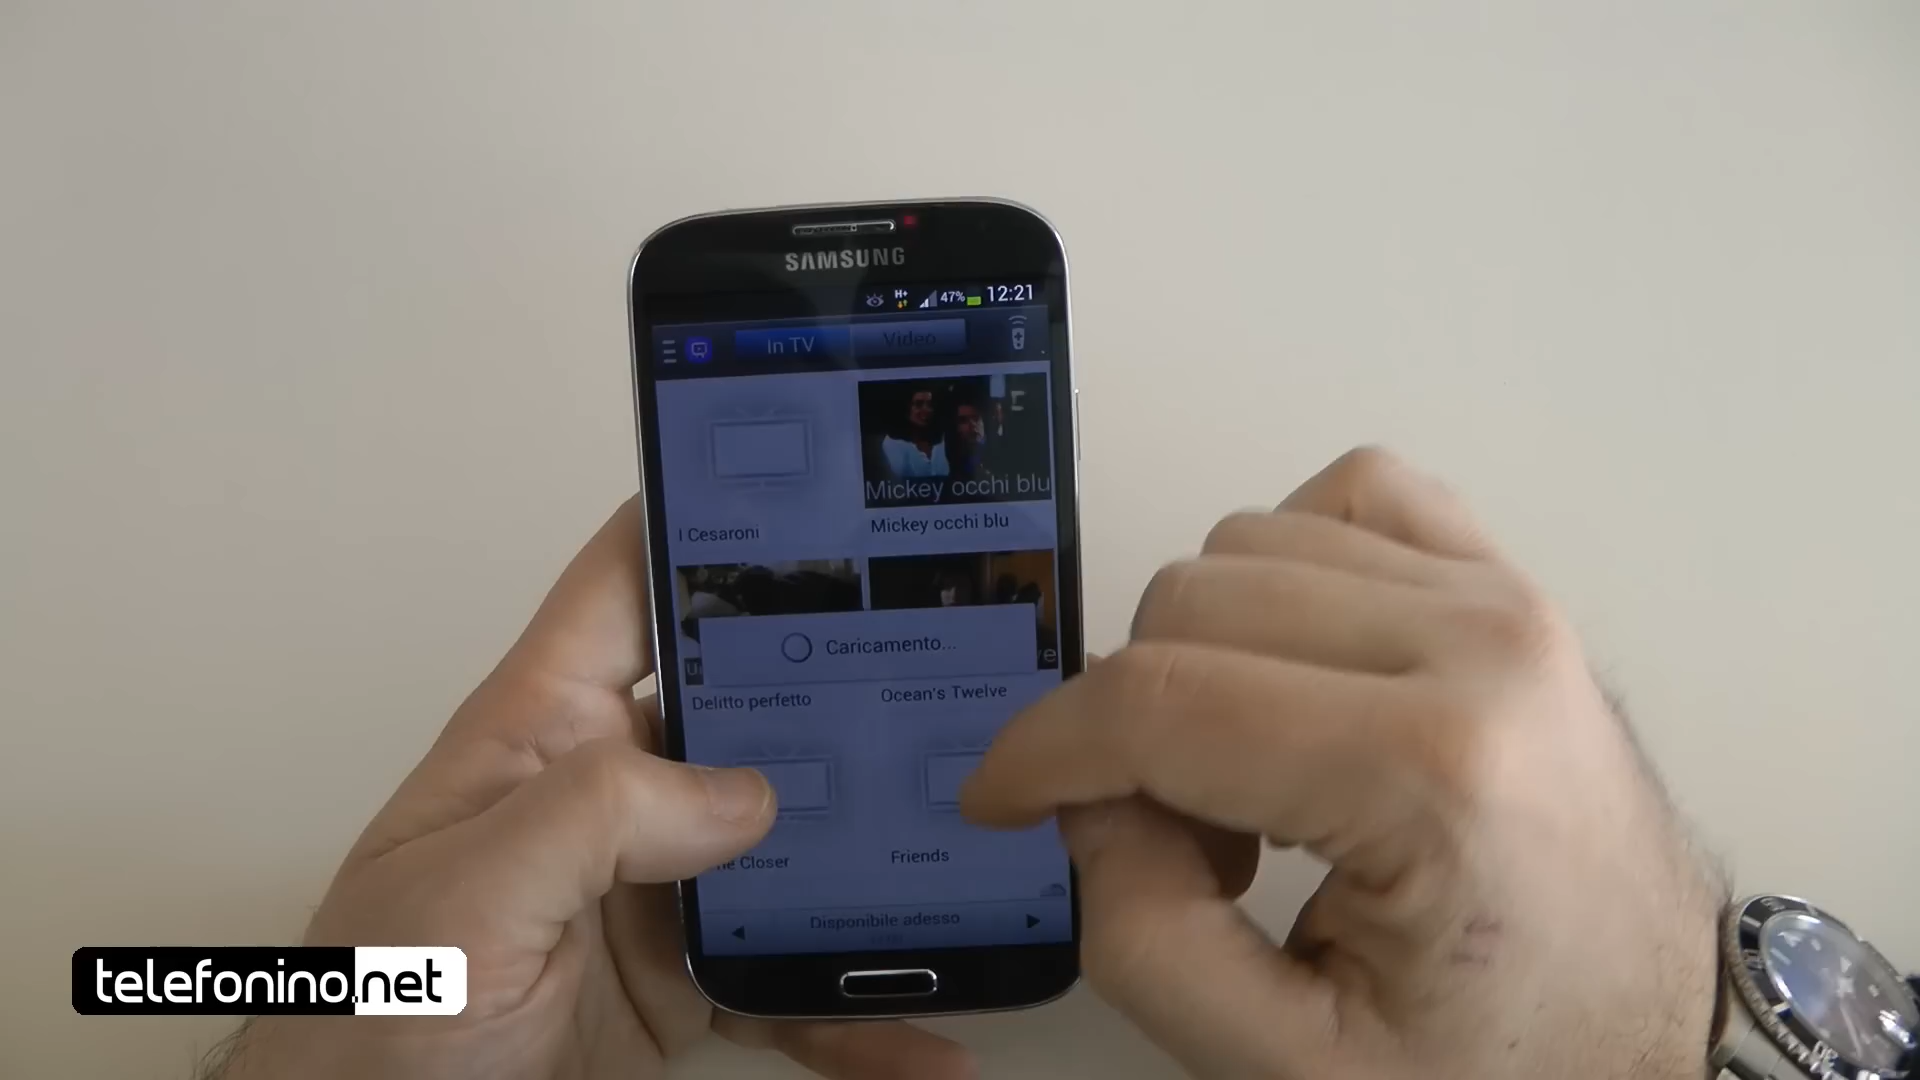 SAMSUNG
H+ 47% 12:21
In TV Video
Mickey occhi blu
I Cesaroni Mickey occhi blu
Caricamento...
Delitto perfetto Ocean's Twelve
Closer Friends
Disponibile adesso
telefonino.net